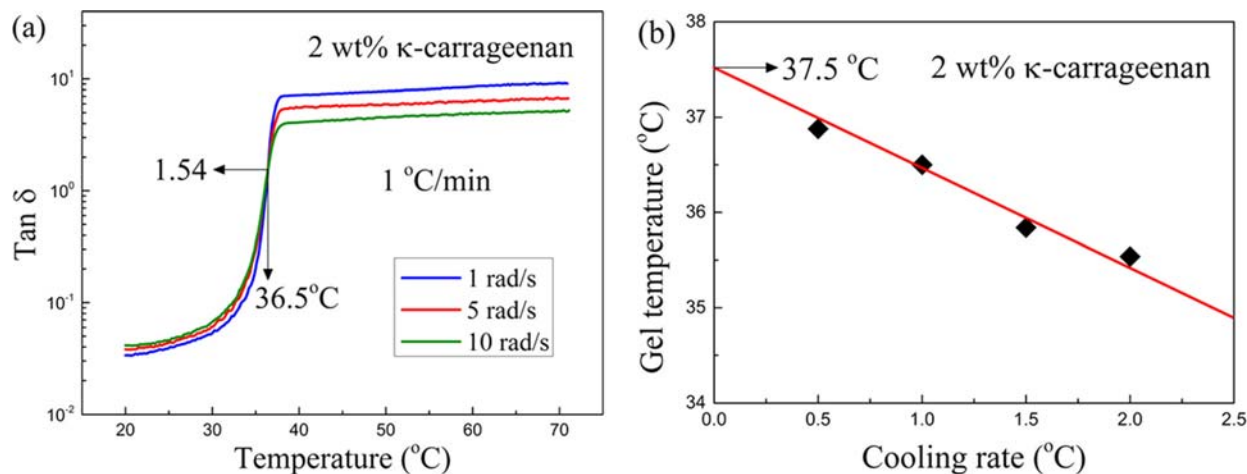 (a)
2 wt% κ-carrageenan
1.54
1 °C/min
36.5°C
1 rad/s
5 rad/s
10 rad/s
10¹
10⁰
10⁻¹
10⁻²
Tan δ
20 30 40 50 60 70
Temperature (°C)
(b)
2 wt% κ-carrageenan
37.5 °C
38
37
36
35
34
Gel temperature (°C)
0.0 0.5 1.0 1.5 2.0 2.5
Cooling rate (°C)